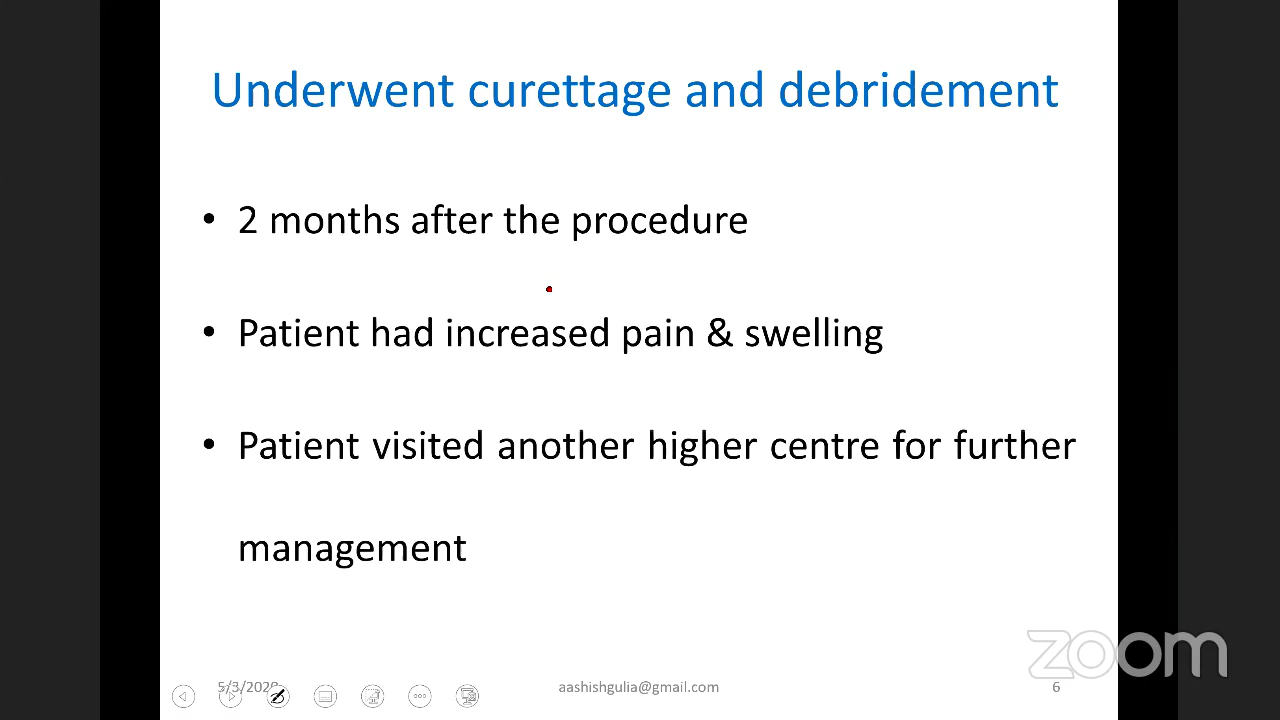 Underwent curettage and debridement
• 2 months after the procedure
• Patient had increased pain & swelling
• Patient visited another higher centre for further
management
zoom
aashishgulia@gmail.com
6